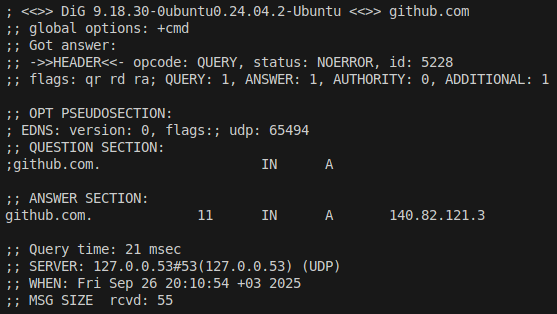 ; <<>> DiG 9.18.30-0ubuntu0.24.04.2-Ubuntu <<>> github.com
;; global options: +cmd
;; Got answer:
;; ->>HEADER<<- opcode: QUERY, status: NOERROR, id: 5228
;; flags: qr rd ra; QUERY: 1, ANSWER: 1, AUTHORITY: 0, ADDITIONAL: 1

;; OPT PSEUDOSECTION:
; EDNS: version: 0, flags:; udp: 65494
;; QUESTION SECTION:
;github.com. IN A

;; ANSWER SECTION:
github.com. 11 IN A 140.82.121.3

;; Query time: 21 msec
;; SERVER: 127.0.0.53#53(127.0.0.53) (UDP)
;; WHEN: Fri Sep 26 20:10:54 +03 2025
;; MSG SIZE rcvd: 55